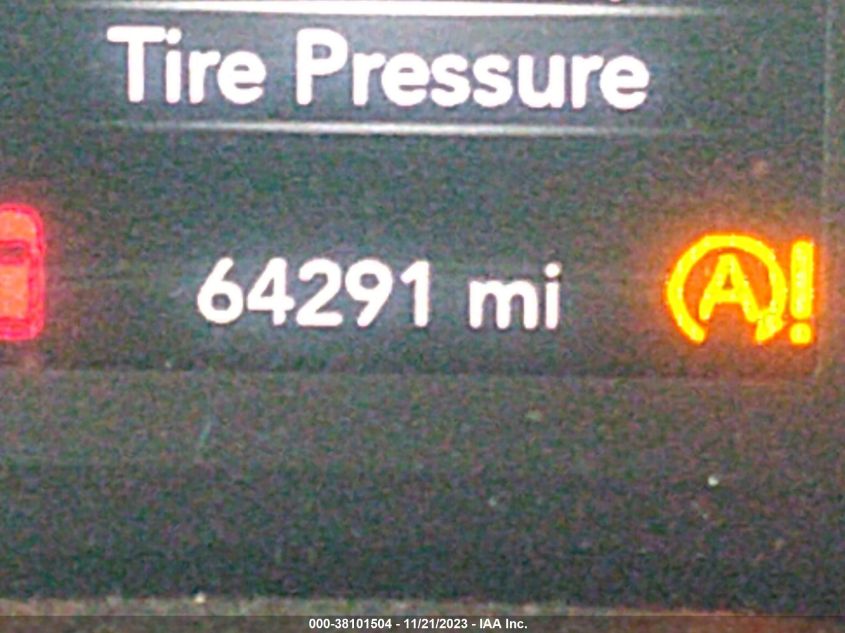 Tire Pressure
64291 mi
A!
000-38101504 - 11/21/2023 - IAA Inc.